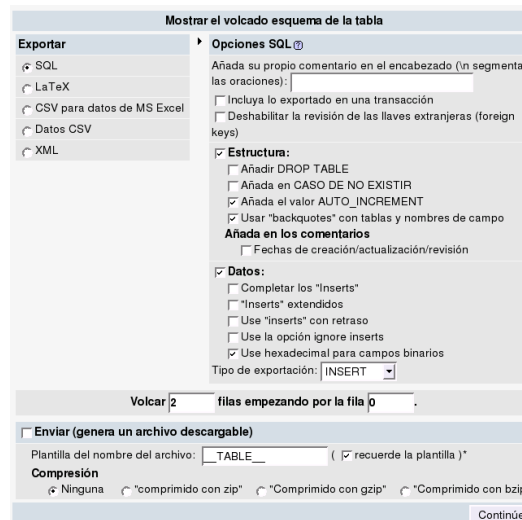 Mostrar el volcado esquema de la tabla
Exportar
SQL
LaTeX
CSV para datos de MS Excel
Datos CSV
XML
Opciones SQL
Añada su propio comentario en el encabezado (\n segmenta
las oraciones):
Incluya lo exportado en una transacción
Deshabilitar la revisión de las llaves extranjeras (foreign
keys)
Estructura:
Añadir DROP TABLE
Añada en CASO DE NO EXISTIR
Añada el valor AUTO_INCREMENT
Usar "backquotes" con tablas y nombres de campo
Añada en los comentarios
Fechas de creación/actualización/revisión
Datos:
Completar los "Inserts"
"Inserts" extendidos
Use "inserts" con retraso
Use la opción ignore inserts
Use hexadecimal para campos binarios
Tipo de exportación: INSERT
Volcar 2 filas empezando por la fila 0 .
Enviar (genera un archivo descargable)
Plantilla del nombre del archivo: __TABLE__ ( recuerde la plantilla )*
Compresión
Ninguna "comprimido con zip" "Comprimido con gzip" "Comprimido con bzip
Continúe